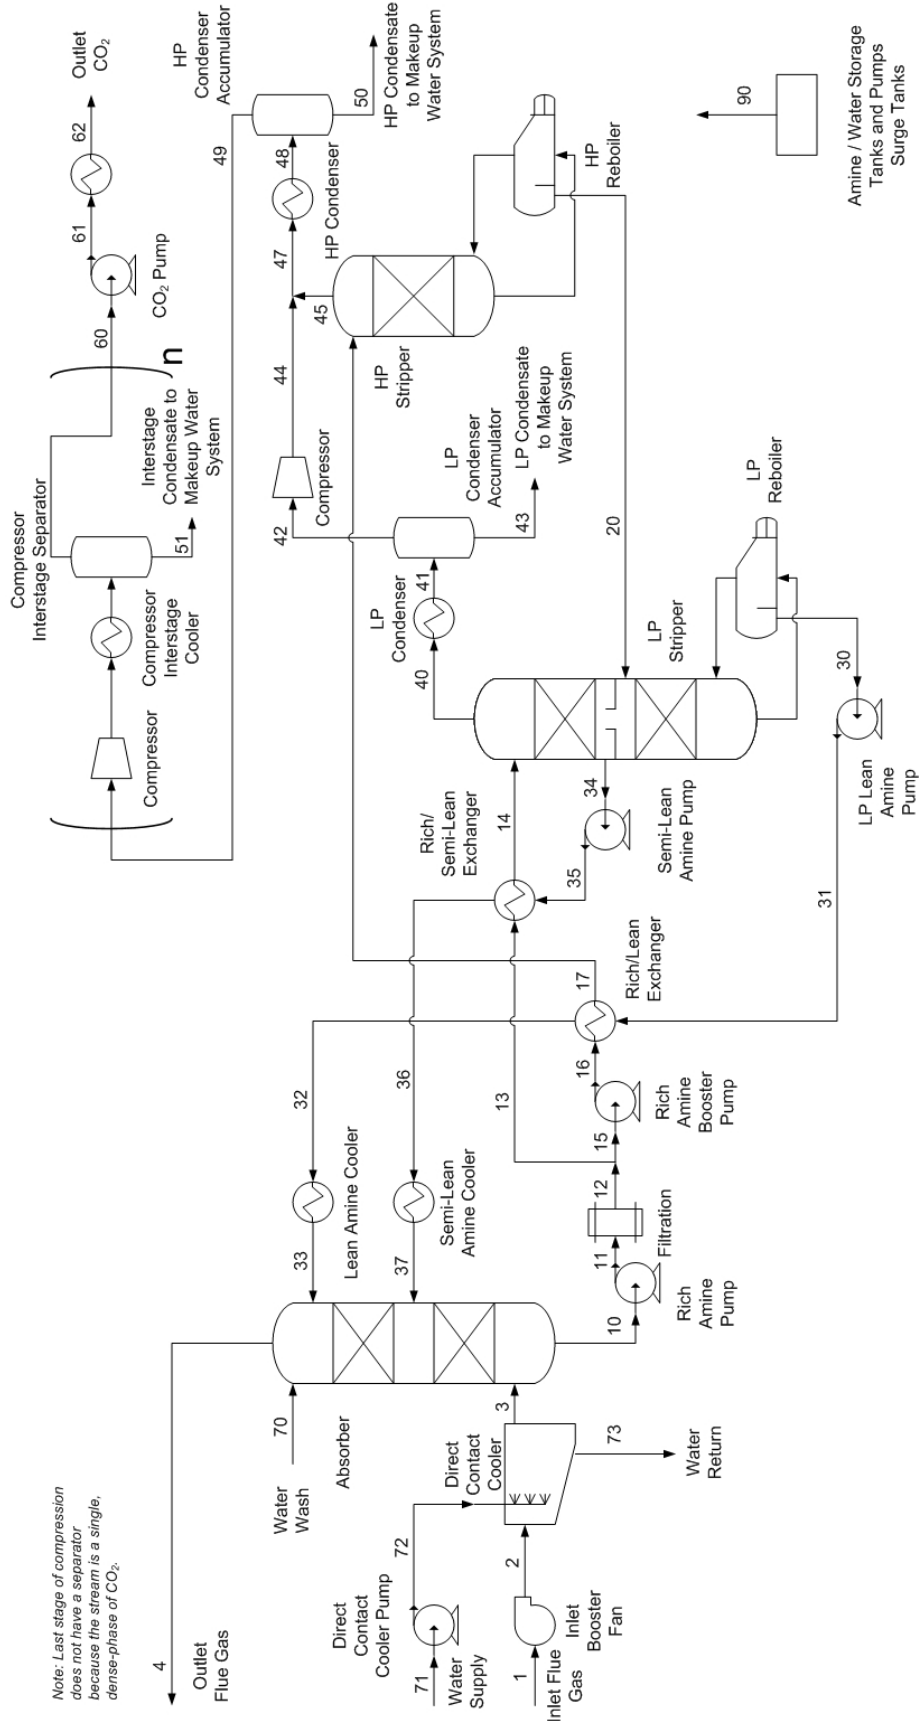 Note: Last stage of compression
does not have a separator
because the stream is a single,
dense-phase of CO2.
4
Outlet
Flue Gas
Compressor
Interstage Separator
Compressor
Compressor
Interstage
Cooler
51
Interstage
Condensate to
Makeup Water
System
n
60
CO2 Pump
61
62
Outlet
CO2
49
HP
Condenser
Accumulator
50
HP Condensate
to Makeup
Water System
48
HP Condenser
47
45
44
Compressor
42
HP
Stripper
HP
Reboiler
90
Amine / Water Storage
Tanks and Pumps
Surge Tanks
LP
Condenser
Accumulator
43
LP Condensate
to Makeup
Water System
41
LP
Condenser
40
20
LP
Stripper
LP
Reboiler
30
LP Lean
Amine
Pump
31
34
Semi-Lean
Amine Pump
35
14
Rich/
Semi-Lean
Exchanger
17
Rich/Lean
Exchanger
16
Rich
Amine
Booster
Pump
15
13
12
Filtration
11
Rich
Amine
Pump
10
32
Lean Amine Cooler
33
36
Semi-Lean
Amine Cooler
37
70
Water
Wash
Absorber
3
Direct
Contact
Cooler
73
Water
Return
72
Direct
Contact
Cooler Pump
71
Water
Supply
2
Inlet
Booster
Fan
1
Inlet Flue
Gas